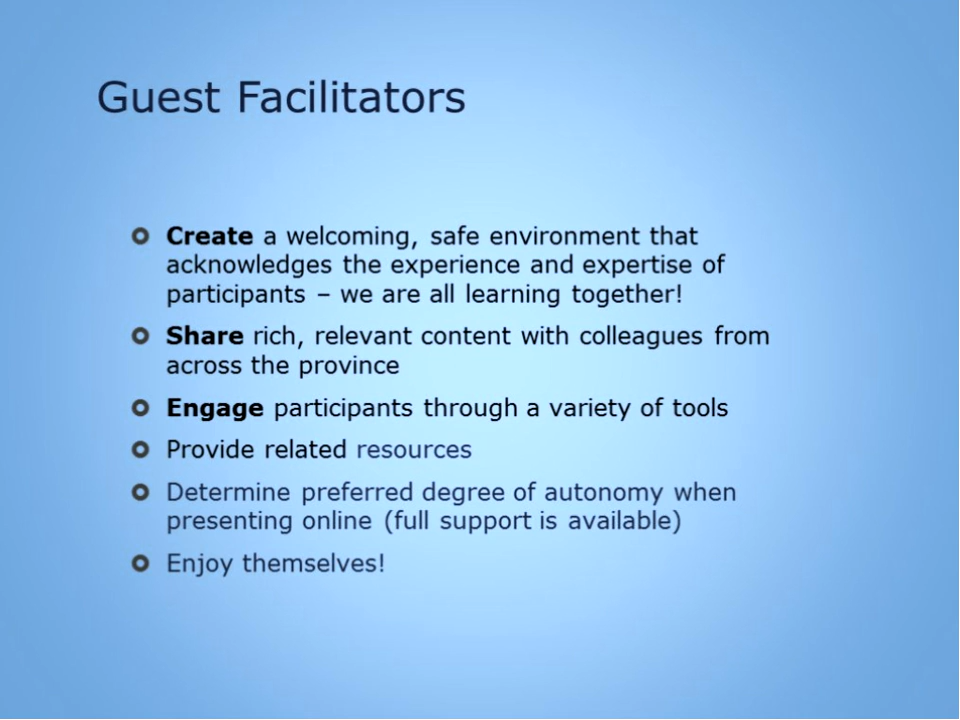 Guest Facilitators
Create a welcoming, safe environment that
acknowledges the experience and expertise of
participants – we are all learning together!
Share rich, relevant content with colleagues from
across the province
Engage participants through a variety of tools
Provide related resources
Determine preferred degree of autonomy when
presenting online (full support is available)
Enjoy themselves!